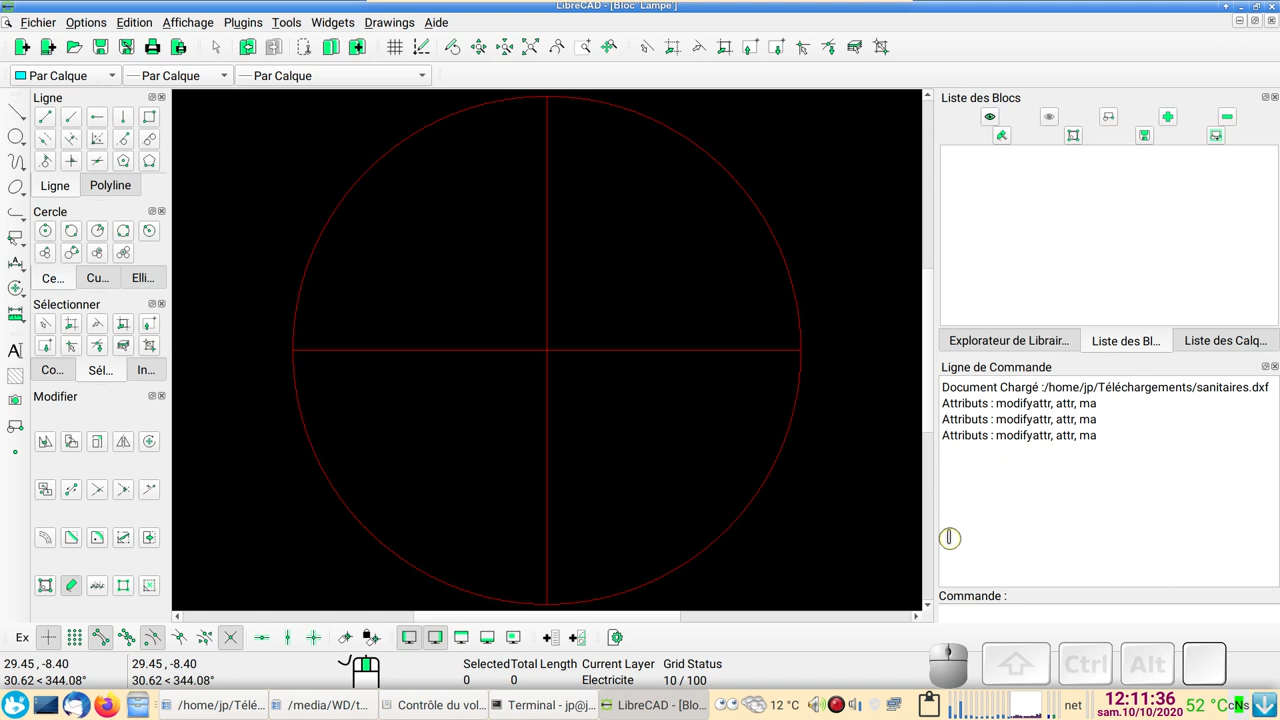 LibreCAD - [Bloc 'Lampe']
Fichier Options Edition Affichage Plugins Tools Widgets Drawings Aide
Par Calque Par Calque Par Calque
Ligne
Ligne Polyline
Cercle
Ce... Cu... Elli...
Sélectionner
Co... Sél... In...
Modifier
Liste des Blocs
Explorateur de Librair... Liste des Bl... Liste des Calq...
Ligne de Commande
Document Chargé :/home/jp/Téléchargements/sanitaires.dxf
Attributs : modifyattr, attr, ma
Attributs : modifyattr, attr, ma
Attributs : modifyattr, attr, ma
Commande :
Ex
29.45 , -8.40 29.45 , -8.40 Selected Total Length Current Layer Grid Status
30.62 < 344.08° 30.62 < 344.08° 0 0 Electricite 10 / 100
Ctrl Alt
/home/jp/Télé... /media/WD/t... Contrôle du vol... Terminal - jp@j... LibreCAD - [Blo... 12 °C net 12:11:36 52 °C cNs
sam.10/10/2020